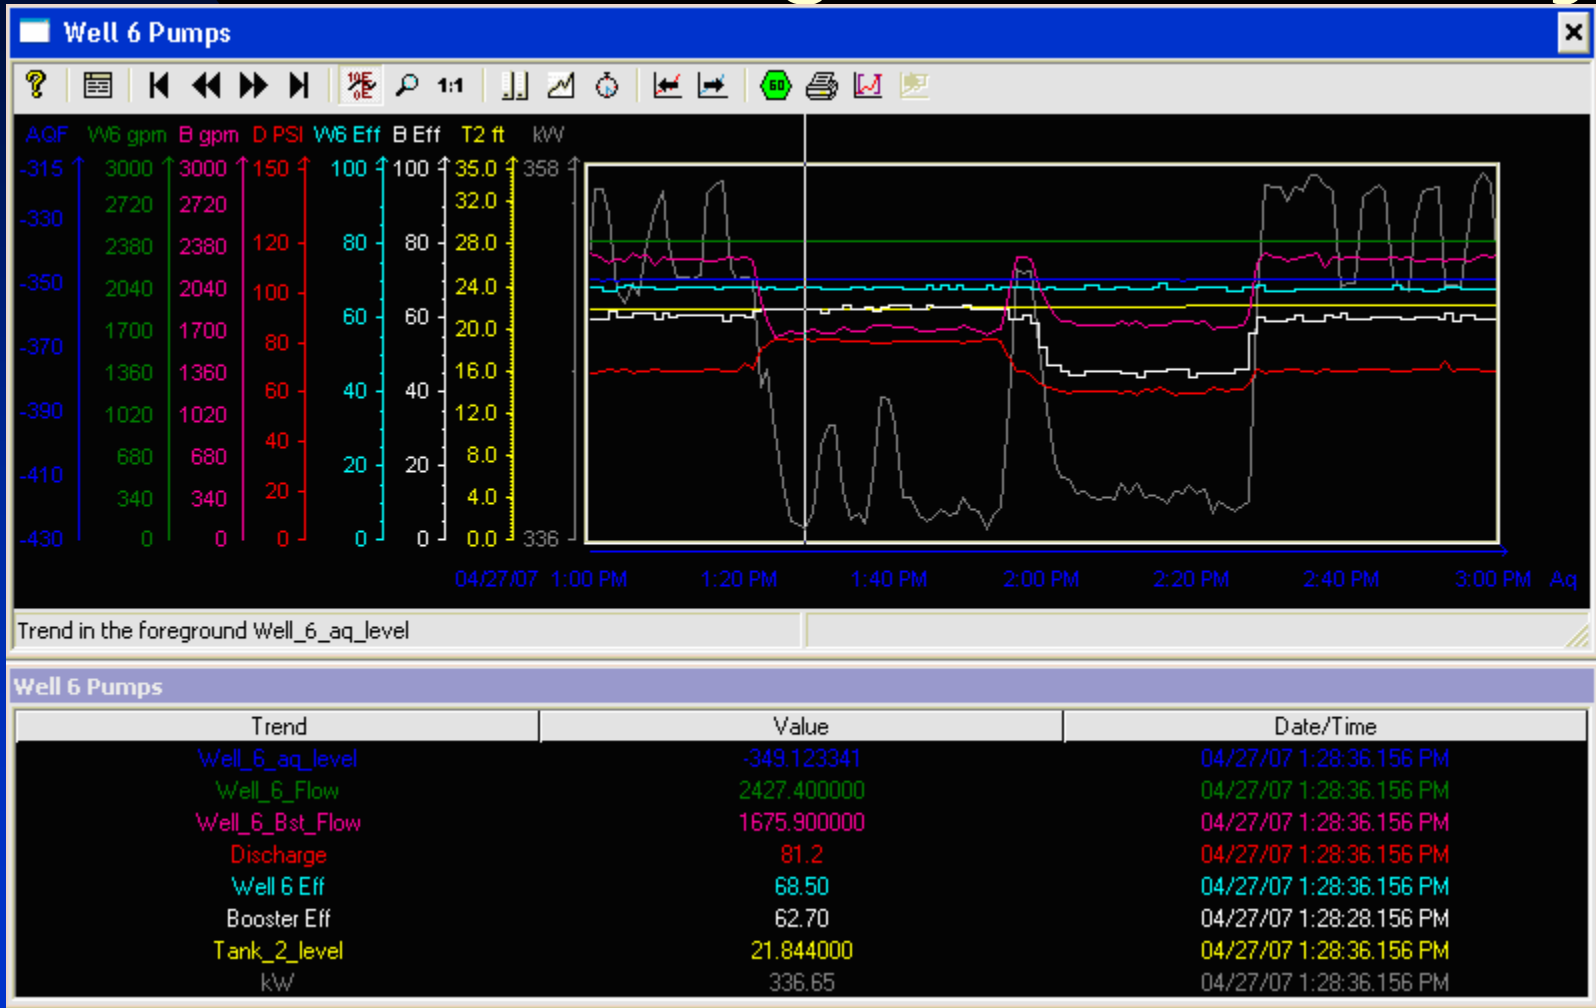 Well 6 Pumps
1:1
GO
AQF W6 gpm B gpm D PSI W6 Eff B Eff T2 ft kW
-315 3000 3000 150 100 100 35.0 358
2720 2720 32.0
-330
2380 2380 120 80 80 28.0
-350 2040 2040 100 24.0
1700 1700 60 60 20.0
-370 80
1360 1360 16.0
60 40 40
-390 1020 1020 12.0
40
680 680 20 20 8.0
-410
340 340 20 4.0
-430 0 0 0 0 0 0.0 336
04/27/07 1:00 PM 1:20 PM 1:40 PM 2:00 PM 2:20 PM 2:40 PM 3:00 PM Aq
Trend in the foreground Well_6_aq_level
Well 6 Pumps
Trend Value Date/Time
Well_6_aq_level -349.123341 04/27/07 1:28:36.156 PM
Well_6_Flow 2427.400000 04/27/07 1:28:36.156 PM
Well_6_Bst_Flow 1675.900000 04/27/07 1:28:36.156 PM
Discharge 81.2 04/27/07 1:28:36.156 PM
Well 6 Eff 68.50 04/27/07 1:28:36.156 PM
Booster Eff 62.70 04/27/07 1:28:28.156 PM
Tank_2_level 21.844000 04/27/07 1:28:36.156 PM
kW 336.65 04/27/07 1:28:36.156 PM